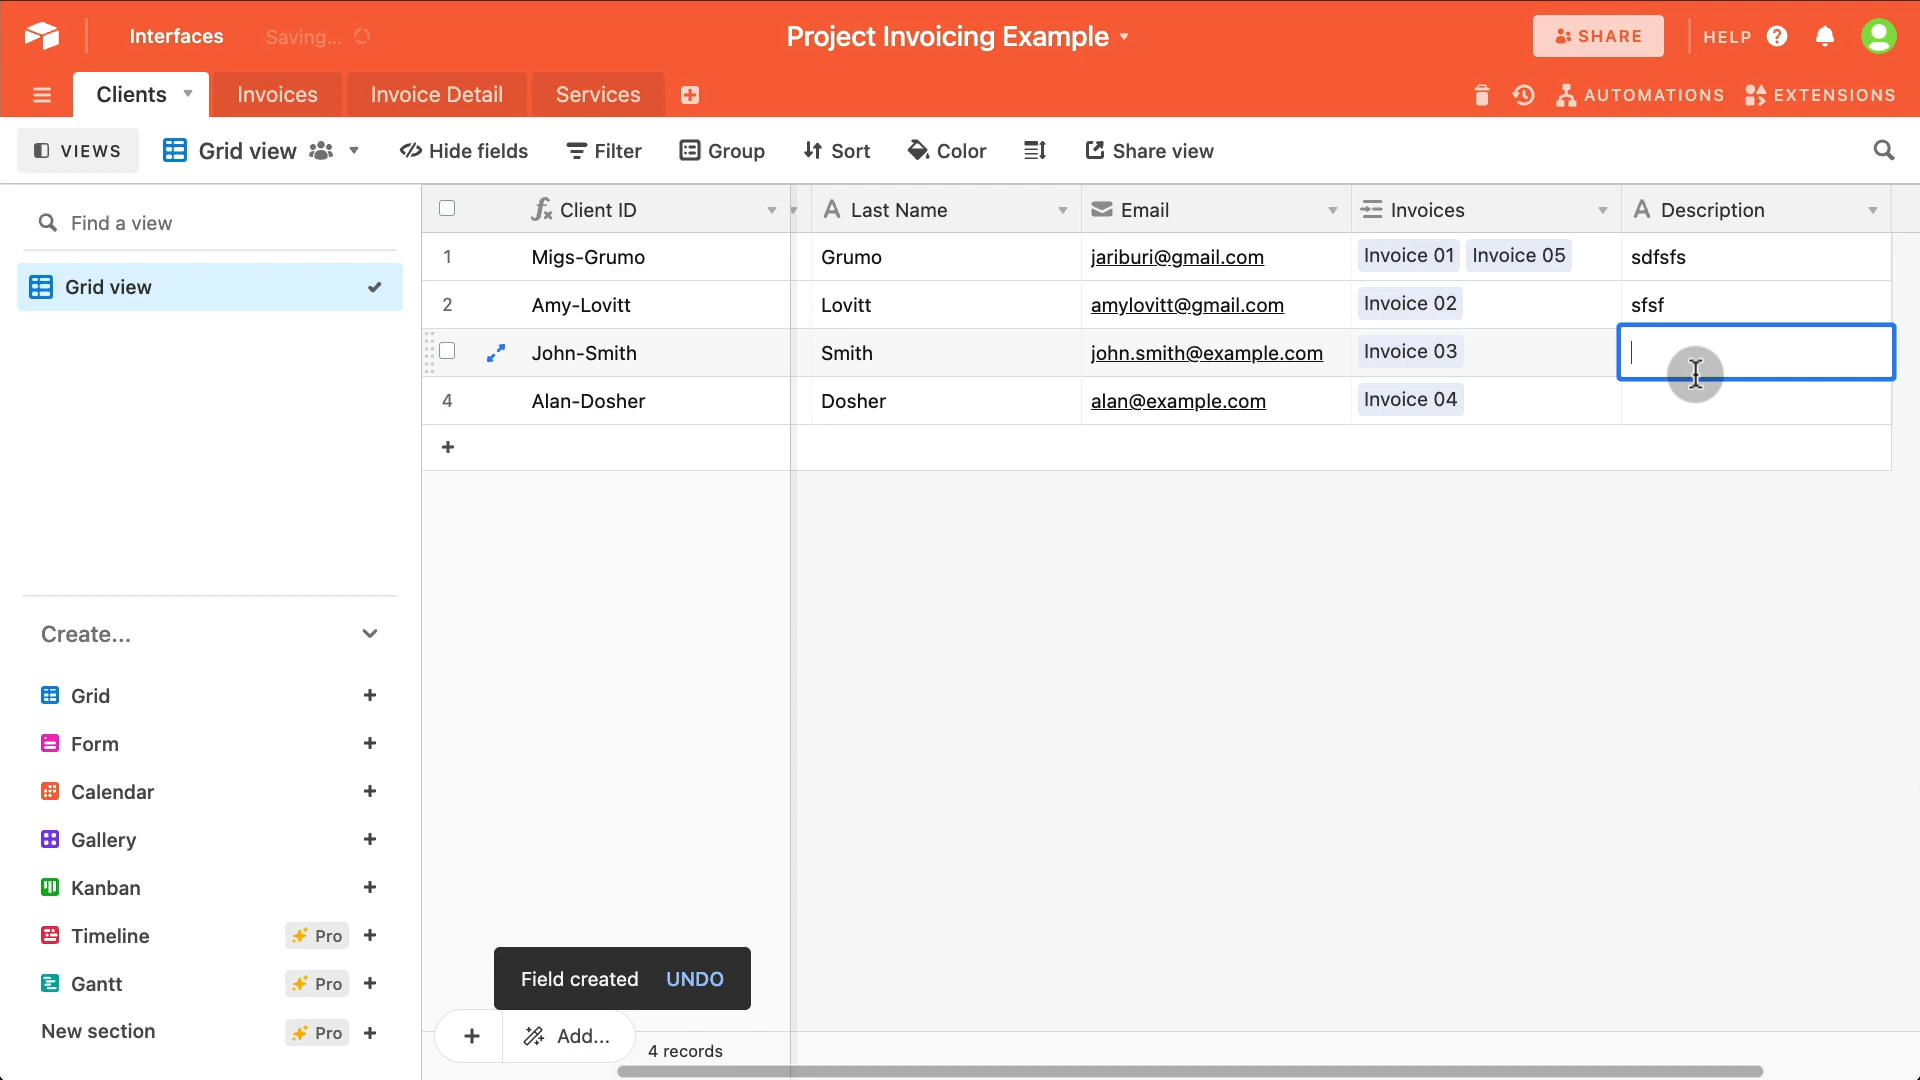 Interfaces Saving... Project Invoicing Example SHARE HELP
Clients Invoices Invoice Detail Services AUTOMATIONS EXTENSIONS
VIEWS Grid view Hide fields Filter Group Sort Color Share view
Find a view
Grid view
Client ID Last Name Email Invoices Description
1 Migs-Grumo Grumo jariburi@gmail.com Invoice 01 Invoice 05 sdfsfs
2 Amy-Lovitt Lovitt amylovitt@gmail.com Invoice 02 sfsf
John-Smith Smith john.smith@example.com Invoice 03
4 Alan-Dosher Dosher alan@example.com Invoice 04
Create...
Grid
Form
Calendar
Gallery
Kanban
Timeline Pro
Gantt Pro
New section Pro
Field created UNDO
Add...
4 records